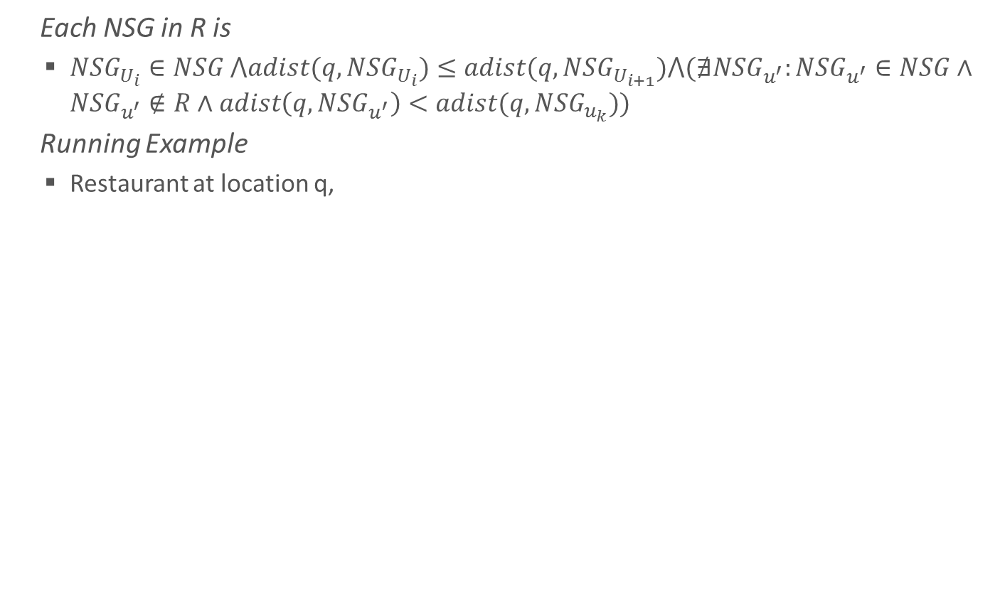 Each NSG in R is
▪ NSG_{U_i} ∈ NSG ⋀adist(q, NSG_{U_i}) ≤ adist(q, NSG_{U_{i+1}})⋀(∄NSG_{u′}: NSG_{u′} ∈ NSG ∧
NSG_{u′} ∉ R ∧ adist(q, NSG_{u′}) < adist(q, NSG_{u_k}))
Running Example
▪ Restaurant at location q,